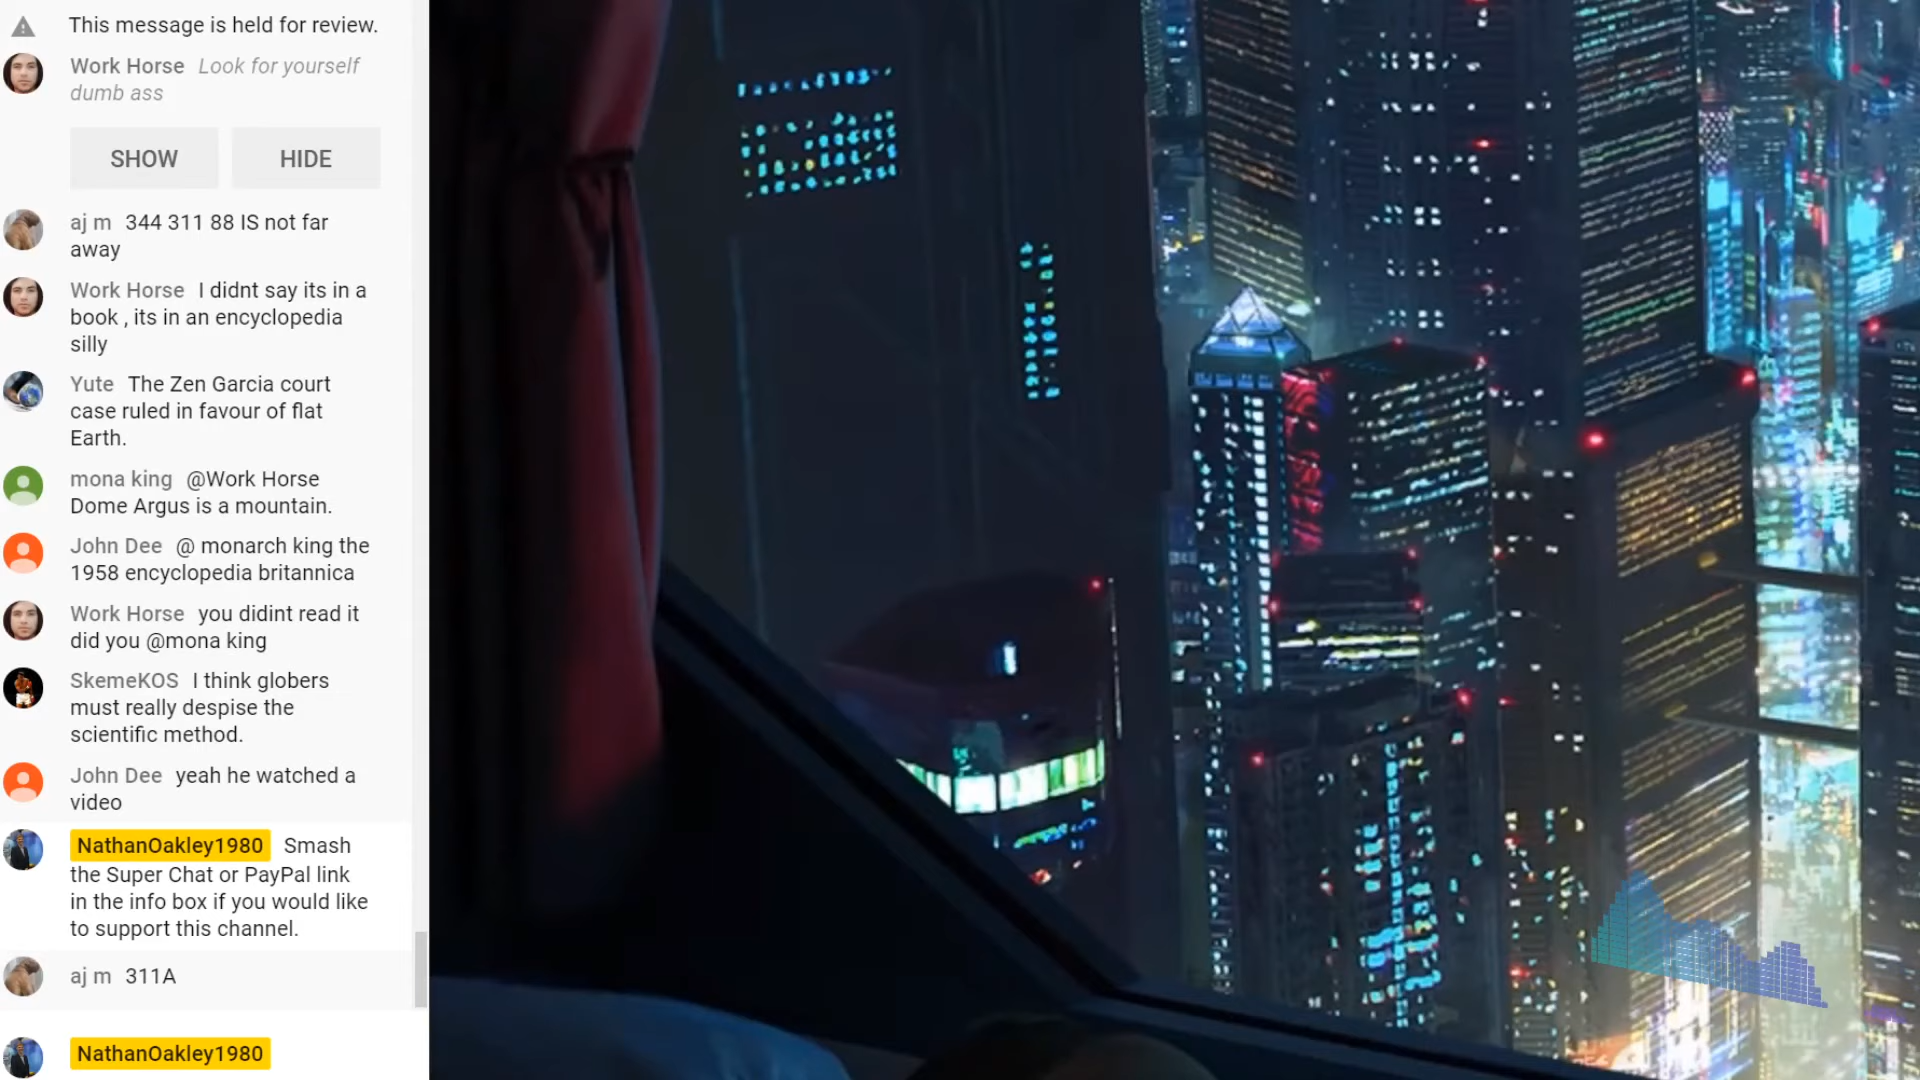 This message is held for review.
Work Horse Look for yourself
dumb ass
SHOW HIDE
aj m 344 311 88 IS not far
away
Work Horse I didnt say its in a
book , its in an encyclopedia
silly
Yute The Zen Garcia court
case ruled in favour of flat
Earth.
mona king @Work Horse
Dome Argus is a mountain.
John Dee @ monarch king the
1958 encyclopedia britannica
Work Horse you didint read it
did you @mona king
SkemeKOS I think globers
must really despise the
scientific method.
John Dee yeah he watched a
video
NathanOakley1980 Smash
the Super Chat or PayPal link
in the info box if you would like
to support this channel.
aj m 311A
NathanOakley1980